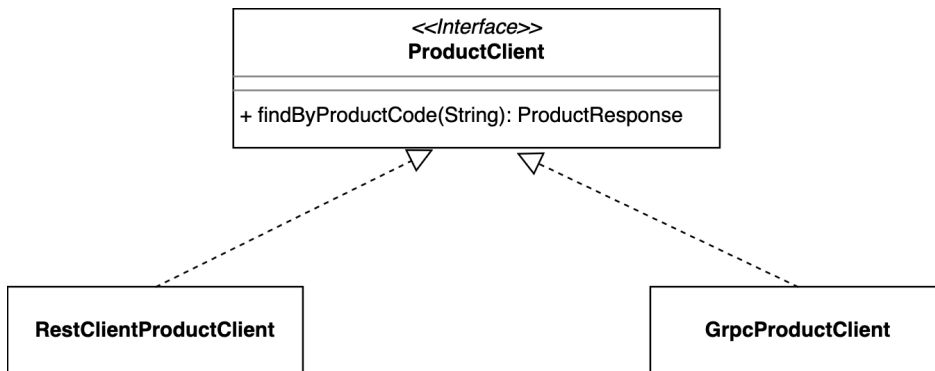 <<Interface>>
ProductClient
+ findByProductCode(String): ProductResponse
RestClientProductClient
GrpcProductClient